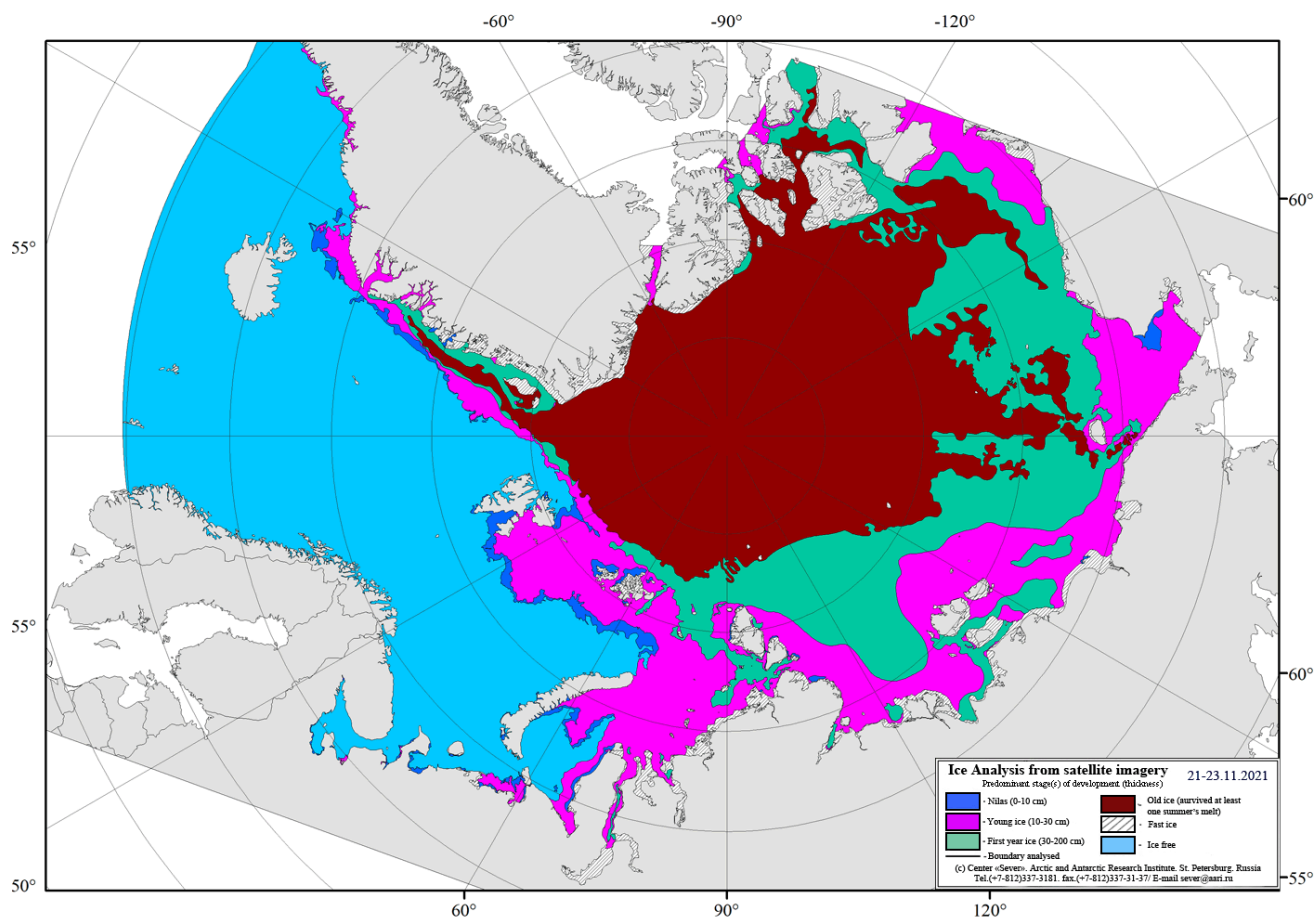 -60°
-90°
-120°
55°
60°
55°
60°
50°
55°
60°
90°
120°
Ice Analysis from satellite imagery
21-23.11.2021
Predominant stage(s) of development (thickness)
- Nilas (0-10 cm)
- Young ice (10-30 cm)
- First year ice (30-200 cm)
- Boundary analysed
- Old ice (survived at least
one summer's melt)
- Fast ice
- Ice free
(c) Center «Sever». Arctic and Antarctic Research Institute. St. Petersburg. Russia
Tel.(+7-812)337-3181. fax.(+7-812)337-31-37/ E-mail sever@aari.ru